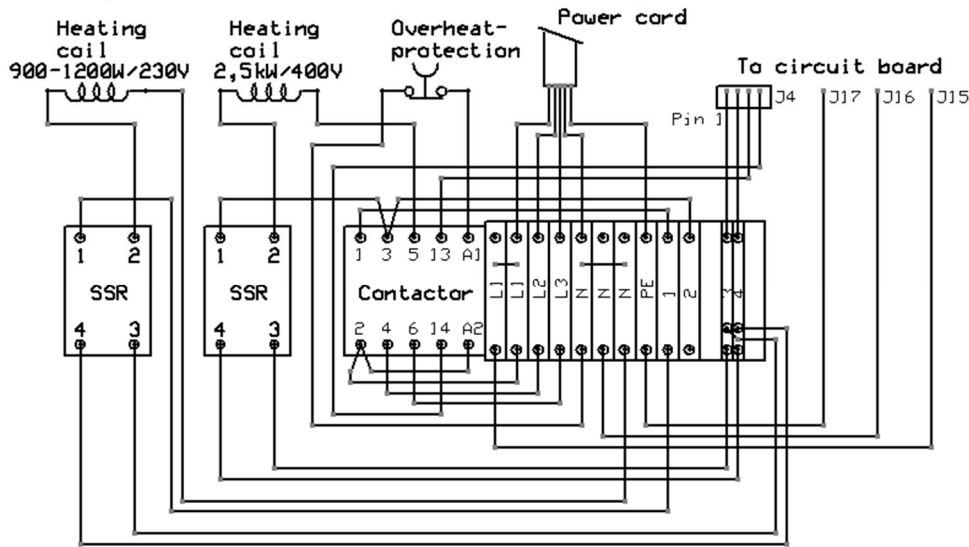 Power cord
Heating
coil
900-1200W/230V
Heating
coil
2,5kW/400V
Overheat-
protection
To circuit board
J4
J17
J16
J15
Pin 1
1
2
1
2
1
3
5
13
A1
SSR
SSR
Contactor
L1
L1
L2
L3
N
N
N
PE
1
2
3
4
4
3
4
3
2
4
6
14
A2